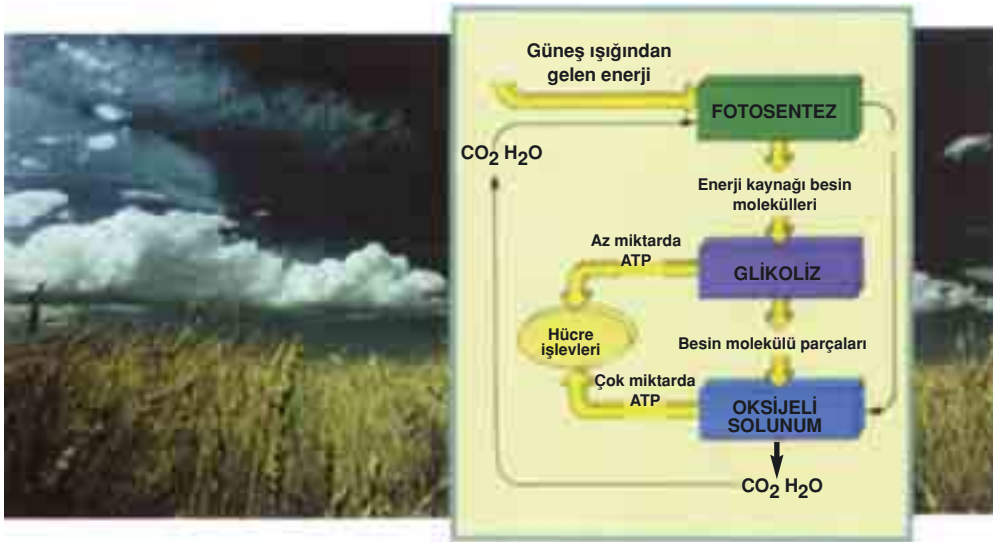 Güneş ışığından
gelen enerji
FOTOSENTEZ
CO2 H2O
Enerji kaynağı besin
molekülleri
Az miktarda
ATP
GLİKOLİZ
Hücre
işlevleri
Besin molekülü parçaları
Çok miktarda
ATP
OKSİJELİ
SOLUNUM
CO2 H2O